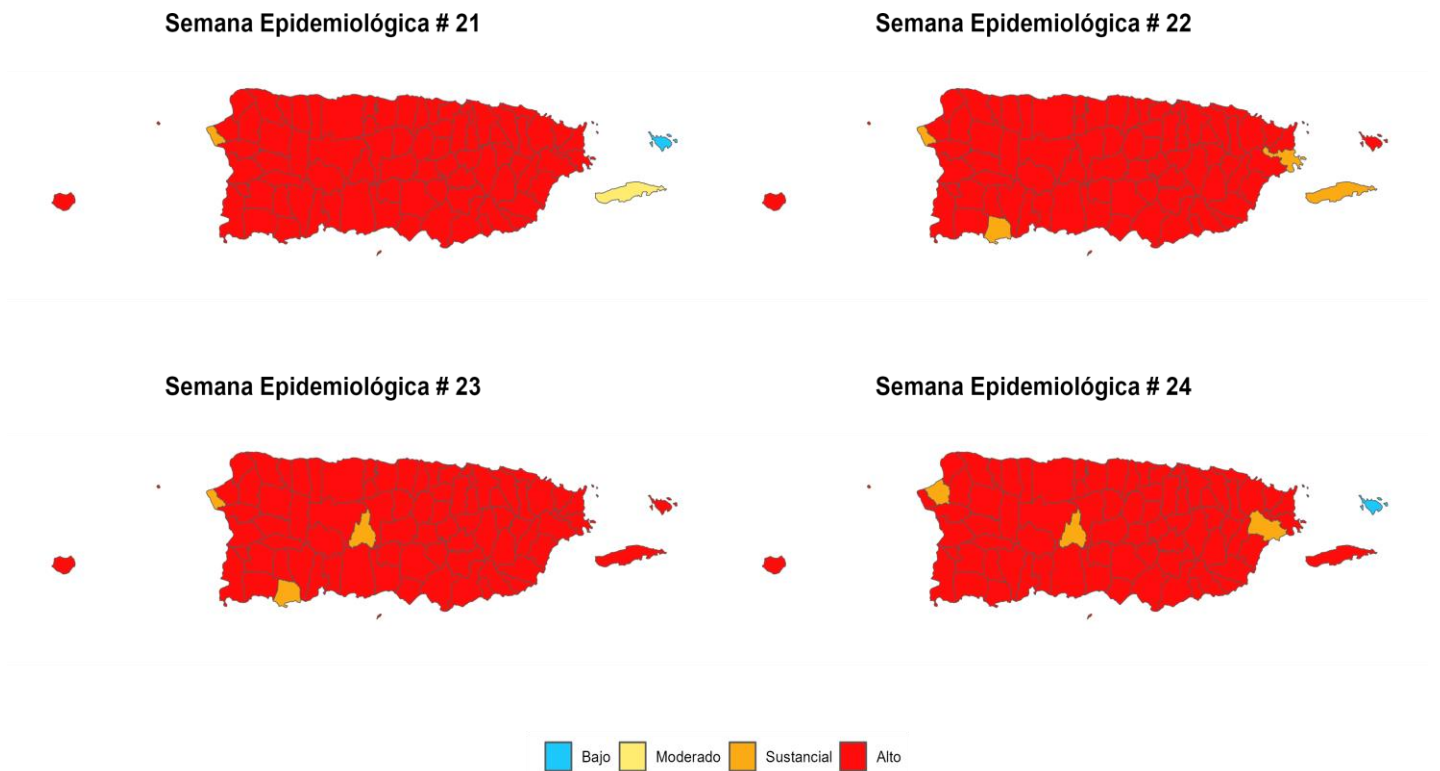 Semana Epidemiológica # 21
Semana Epidemiológica # 22
Semana Epidemiológica # 23
Semana Epidemiológica # 24
Bajo Moderado Sustancial Alto